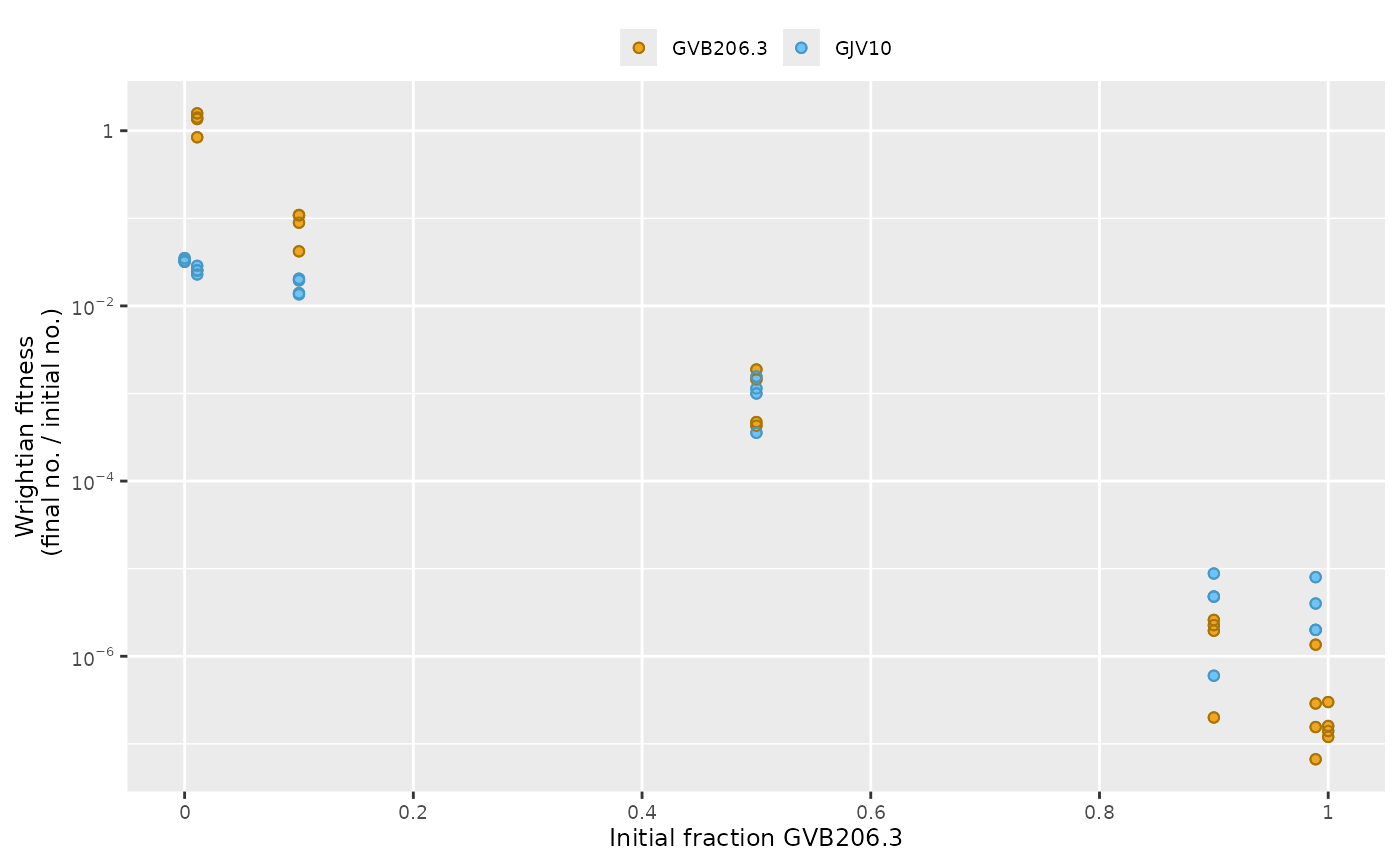 GVB206.3 GJV10
Wrightian fitness
(final no. / initial no.)
1
10⁻²
10⁻⁴
10⁻⁶
0 0.2 0.4 0.6 0.8 1
Initial fraction GVB206.3